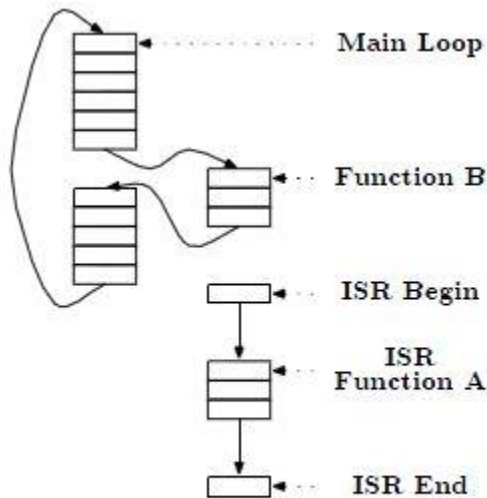 Main Loop
Function B
ISR Begin
ISR
Function A
ISR End